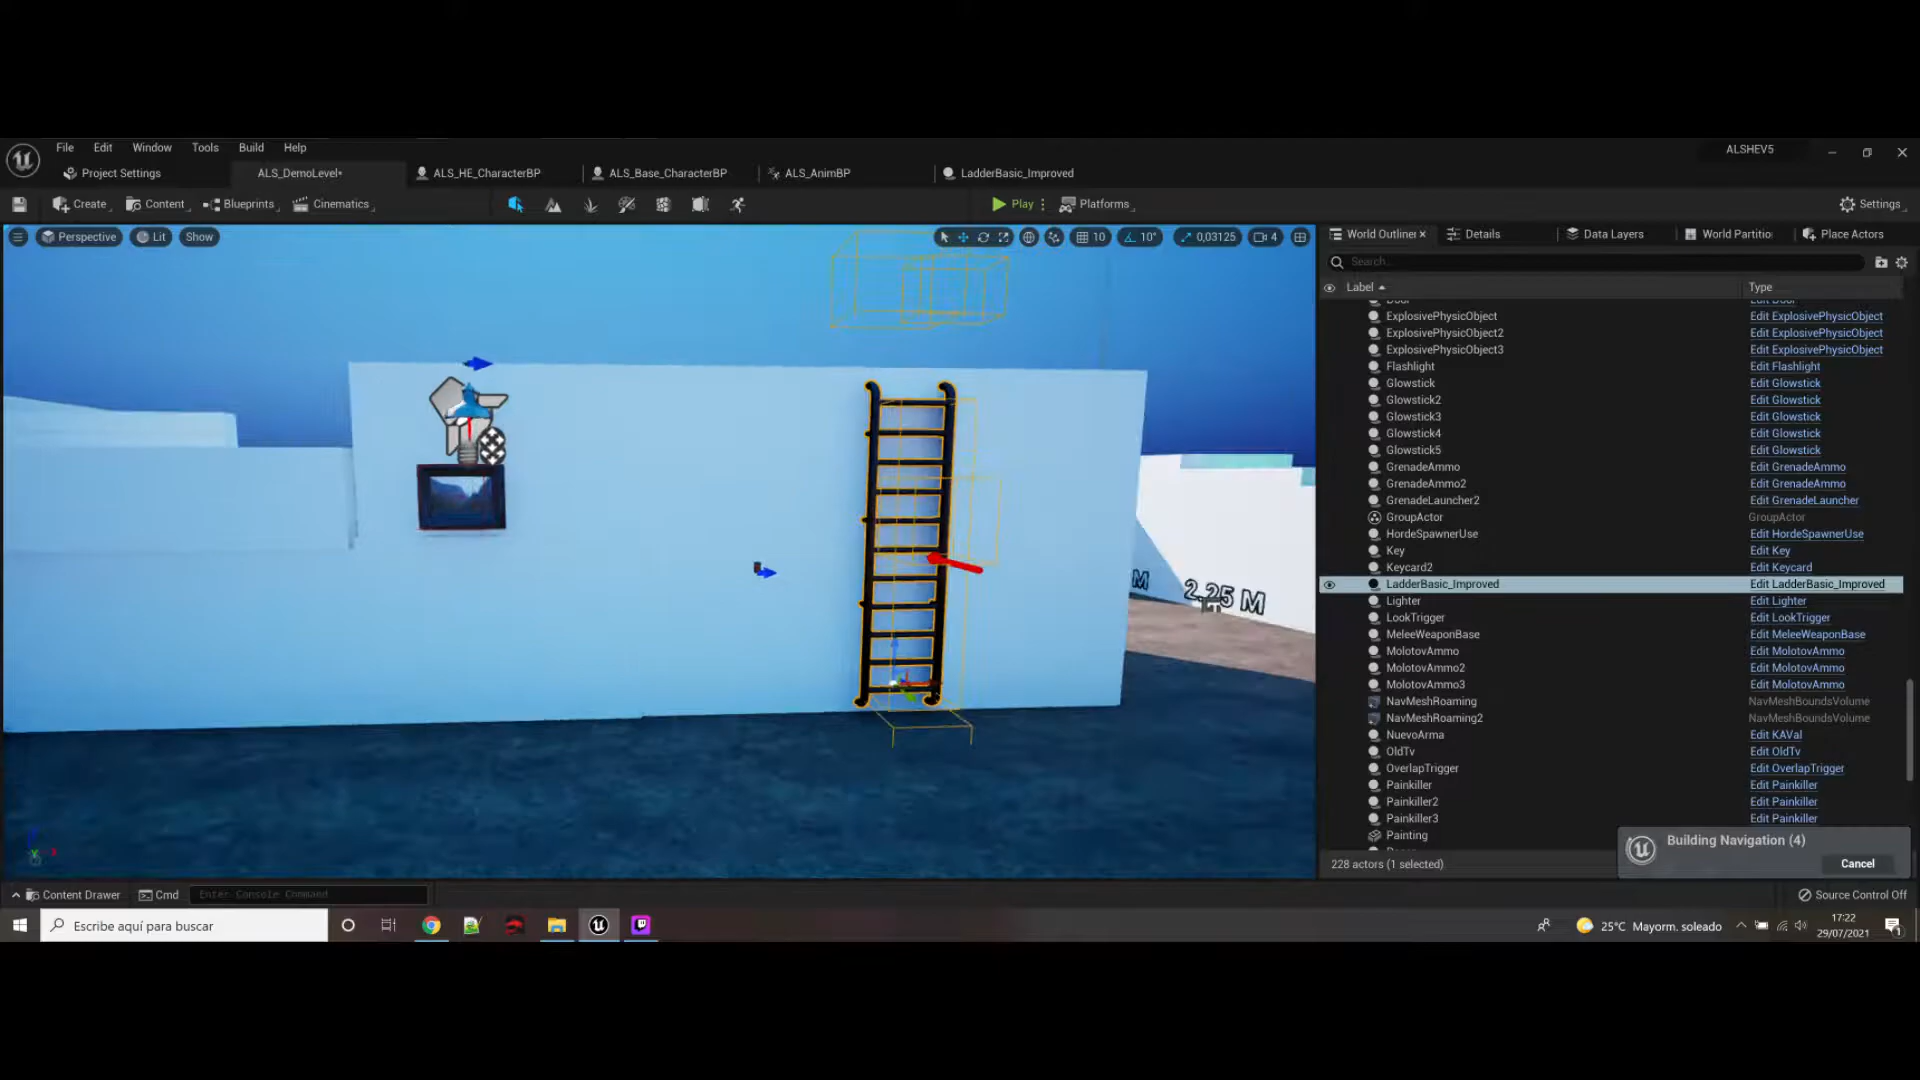 File Edit Window Tools Build Help
ALSHEV5
Project Settings ALS_DemoLevel• ALS_HE_CharacterBP ALS_Base_CharacterBP ALS_AnimBP LadderBasic_Improved
Create Content Blueprints Cinematics Play Platforms Settings
Perspective Lit Show 10 10° 0,03125 4
World Outliner Details Data Layers World Partitio Place Actors
Search...
Label Type
ExplosivePhysicObject Edit ExplosivePhysicObject
ExplosivePhysicObject2 Edit ExplosivePhysicObject
ExplosivePhysicObject3 Edit ExplosivePhysicObject
Flashlight Edit Flashlight
Glowstick Edit Glowstick
Glowstick2 Edit Glowstick
Glowstick3 Edit Glowstick
Glowstick4 Edit Glowstick
Glowstick5 Edit Glowstick
GrenadeAmmo Edit GrenadeAmmo
GrenadeAmmo2 Edit GrenadeAmmo
GrenadeLauncher2 Edit GrenadeLauncher
GroupActor GroupActor
HordeSpawnerUse Edit HordeSpawnerUse
Key Edit Key
Keycard2 Edit Keycard
LadderBasic_Improved Edit LadderBasic_Improved
Lighter Edit Lighter
LookTrigger Edit LookTrigger
MeleeWeaponBase Edit MeleeWeaponBase
MolotovAmmo Edit MolotovAmmo
MolotovAmmo2 Edit MolotovAmmo
MolotovAmmo3 Edit MolotovAmmo
NavMeshRoaming NavMeshBoundsVolume
NavMeshRoaming2 NavMeshBoundsVolume
NuevoArma Edit KAVal
OldTv Edit OldTv
OverlapTrigger Edit OverlapTrigger
Painkiller Edit Painkiller
Painkiller2 Edit Painkiller
Painkiller3 Edit Painkiller
Painting
M 2.25 M
Building Navigation (4)
Cancel
228 actors (1 selected)
Content Drawer Cmd Enter Console Command Source Control Off
Escribe aquí para buscar
25°C Mayorm. soleado
17:22
29/07/2021
1